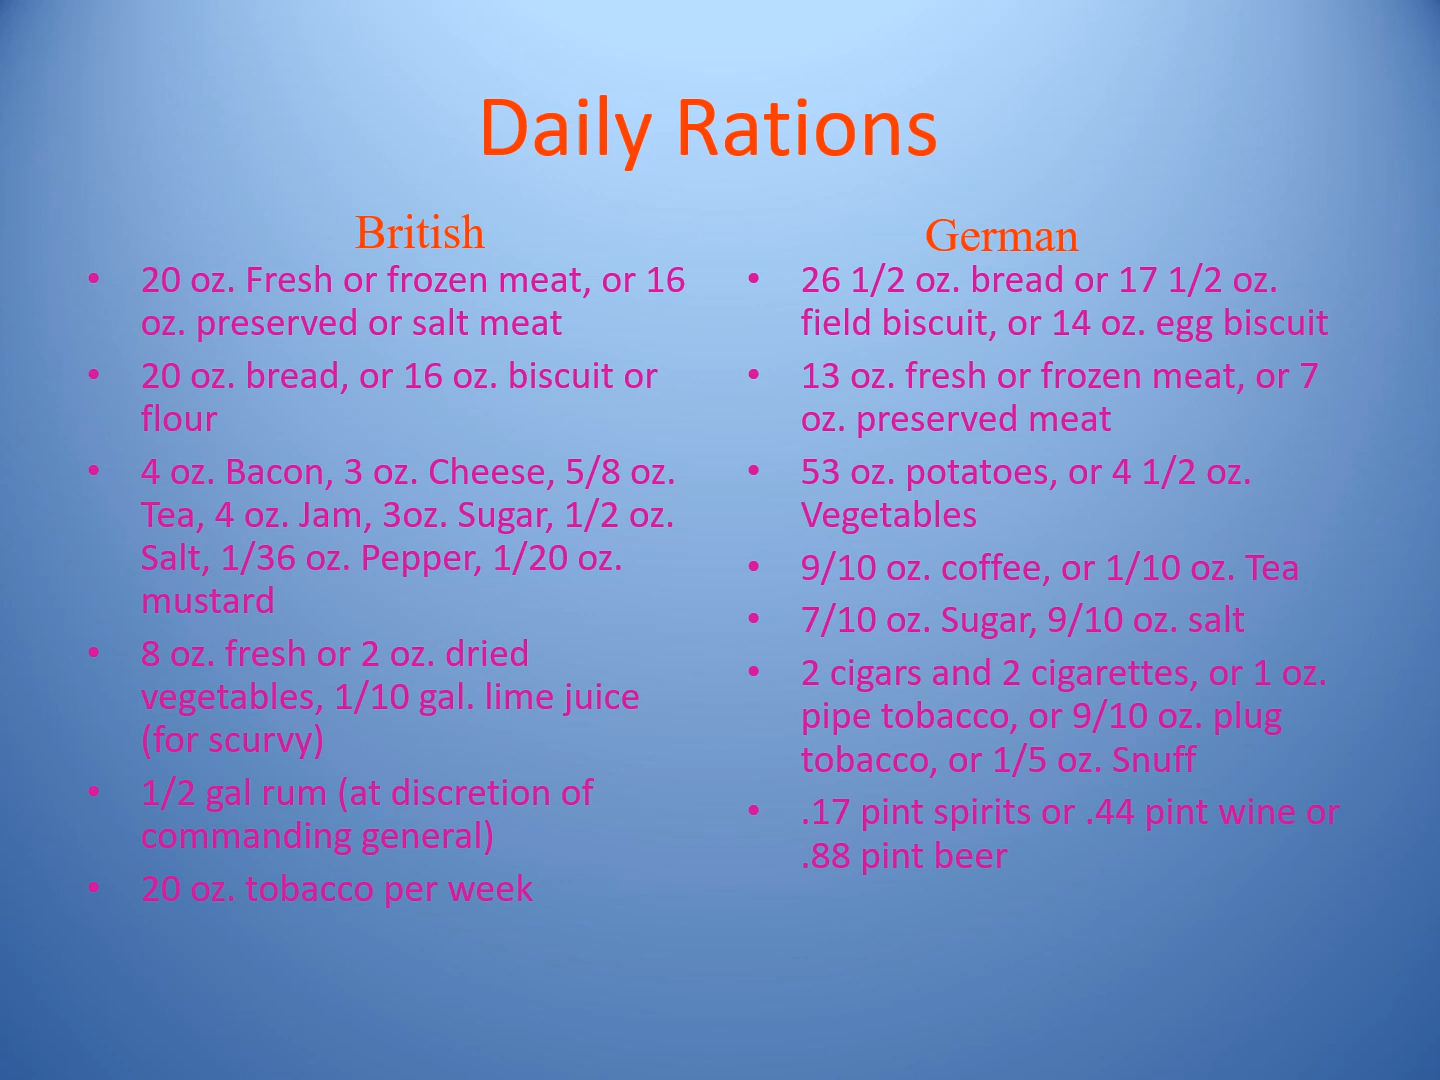 Daily Rations
British
• 20 oz. Fresh or frozen meat, or 16
oz. preserved or salt meat
• 20 oz. bread, or 16 oz. biscuit or
flour
• 4 oz. Bacon, 3 oz. Cheese, 5/8 oz.
Tea, 4 oz. Jam, 3oz. Sugar, 1/2 oz.
Salt, 1/36 oz. Pepper, 1/20 oz.
mustard
• 8 oz. fresh or 2 oz. dried
vegetables, 1/10 gal. lime juice
(for scurvy)
• 1/2 gal rum (at discretion of
commanding general)
• 20 oz. tobacco per week
German
• 26 1/2 oz. bread or 17 1/2 oz.
field biscuit, or 14 oz. egg biscuit
• 13 oz. fresh or frozen meat, or 7
oz. preserved meat
• 53 oz. potatoes, or 4 1/2 oz.
Vegetables
• 9/10 oz. coffee, or 1/10 oz. Tea
• 7/10 oz. Sugar, 9/10 oz. salt
• 2 cigars and 2 cigarettes, or 1 oz.
pipe tobacco, or 9/10 oz. plug
tobacco, or 1/5 oz. Snuff
• .17 pint spirits or .44 pint wine or
.88 pint beer